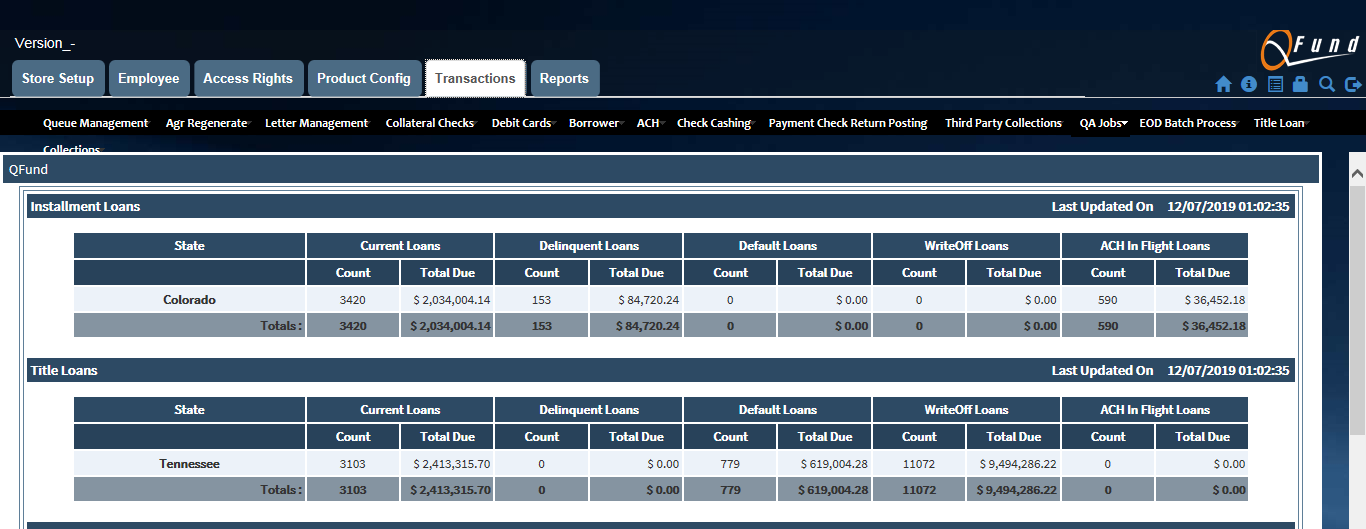 Version_-
QFund
Store Setup Employee Access Rights Product Config Transactions Reports
Queue Management Agr Regenerate Letter Management Collateral Checks Debit Cards Borrower ACH Check Cashing Payment Check Return Posting Third Party Collections QA Jobs EOD Batch Process Title Loan
Collections
QFund
Installment Loans Last Updated On 12/07/2019 01:02:35
State Current Loans Delinquent Loans Default Loans WriteOff Loans ACH In Flight Loans
Count Total Due Count Total Due Count Total Due Count Total Due Count Total Due
Colorado 3420 $ 2,034,004.14 153 $ 84,720.24 0 $ 0.00 0 $ 0.00 590 $ 36,452.18
Totals: 3420 $ 2,034,004.14 153 $ 84,720.24 0 $ 0.00 0 $ 0.00 590 $ 36,452.18
Title Loans Last Updated On 12/07/2019 01:02:35
State Current Loans Delinquent Loans Default Loans WriteOff Loans ACH In Flight Loans
Count Total Due Count Total Due Count Total Due Count Total Due Count Total Due
Tennessee 3103 $ 2,413,315.70 0 $ 0.00 779 $ 619,004.28 11072 $ 9,494,286.22 0 $ 0.00
Totals: 3103 $ 2,413,315.70 0 $ 0.00 779 $ 619,004.28 11072 $ 9,494,286.22 0 $ 0.00